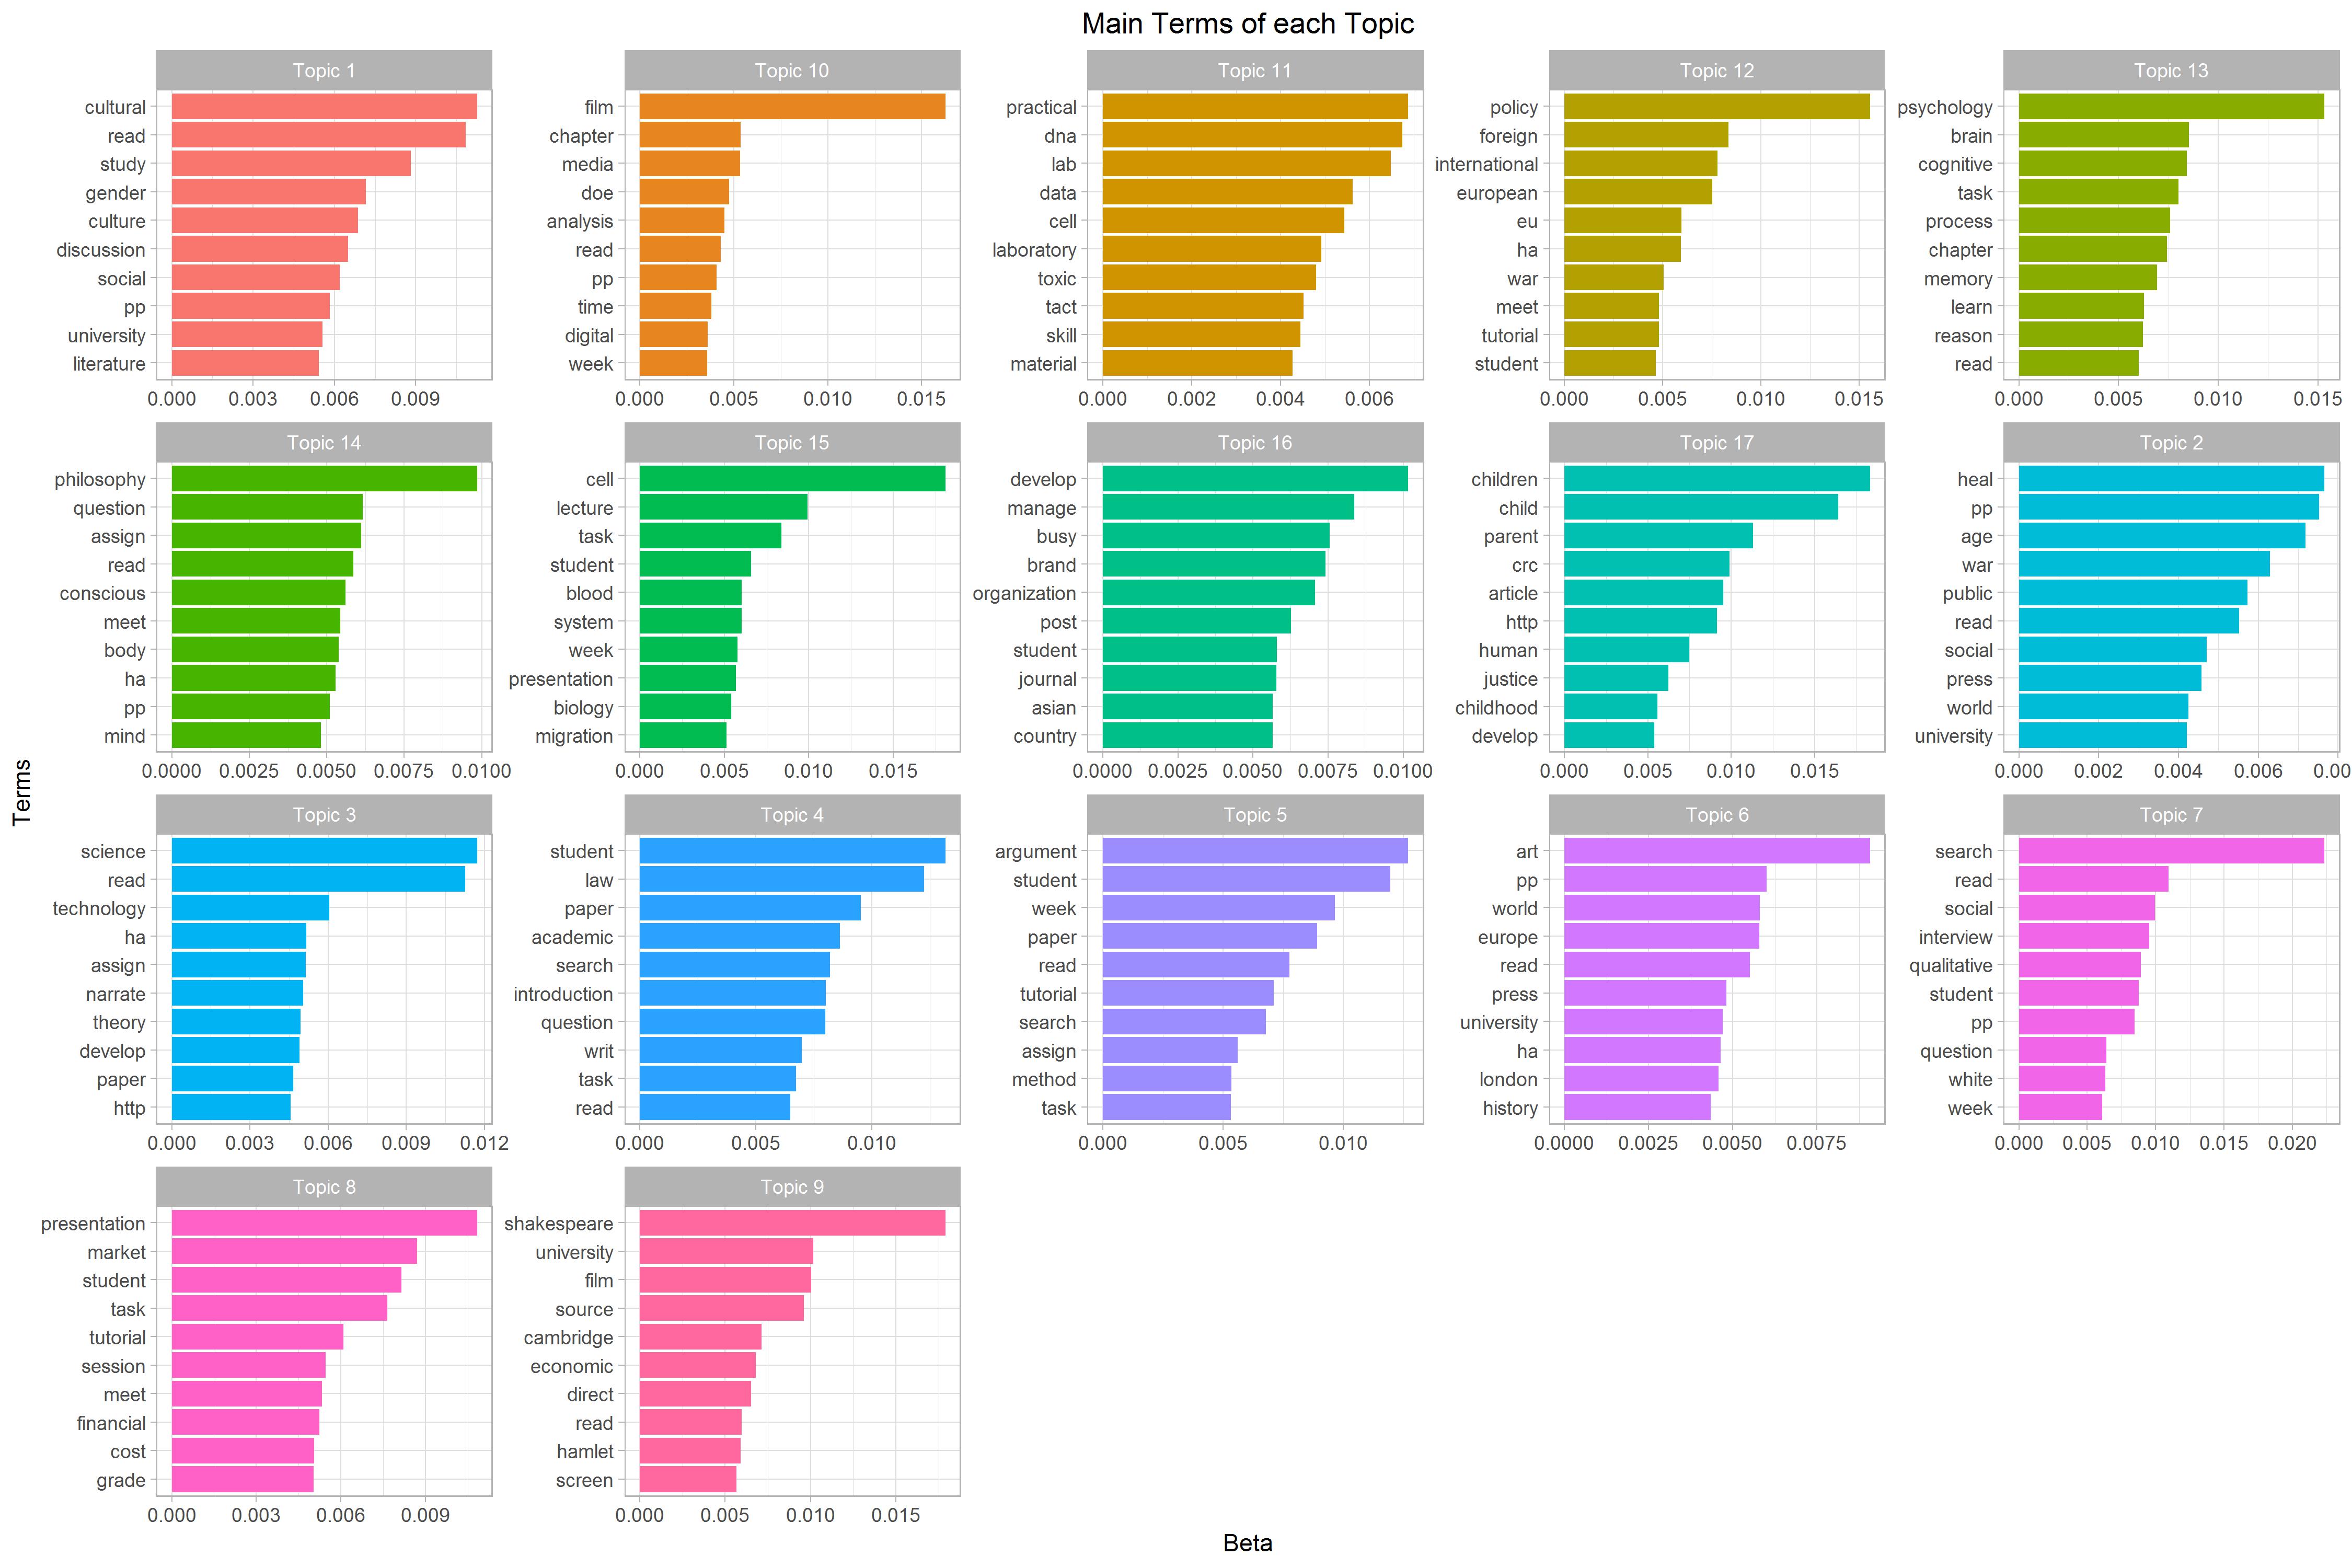 Main Terms of each Topic
Terms
Topic 1
cultural
read
study
gender
culture
discussion
social
pp
university
literature
0.000 0.003 0.006 0.009
Topic 10
film
chapter
media
doe
analysis
read
pp
time
digital
week
0.000 0.005 0.010 0.015
Topic 11
practical
dna
lab
data
cell
laboratory
toxic
tact
skill
material
0.000 0.002 0.004 0.006
Topic 12
policy
foreign
international
european
eu
ha
war
meet
tutorial
student
0.000 0.005 0.010 0.015
Topic 13
psychology
brain
cognitive
task
process
chapter
memory
learn
reason
read
0.000 0.005 0.010 0.015
Topic 14
philosophy
question
assign
read
conscious
meet
body
ha
pp
mind
0.0000 0.0025 0.0050 0.0075 0.0100
Topic 15
cell
lecture
task
student
blood
system
week
presentation
biology
migration
0.000 0.005 0.010 0.015
Topic 16
develop
manage
busy
brand
organization
post
student
journal
asian
country
0.0000 0.0025 0.0050 0.0075 0.0100
Topic 17
children
child
parent
crc
article
http
human
justice
childhood
develop
0.000 0.005 0.010 0.015
Topic 2
heal
pp
age
war
public
read
social
press
world
university
0.000 0.002 0.004 0.006 0.00
Topic 3
science
read
technology
ha
assign
narrate
theory
develop
paper
http
0.000 0.003 0.006 0.009 0.012
Topic 4
student
law
paper
academic
search
introduction
question
writ
task
read
0.000 0.005 0.010
Topic 5
argument
student
week
paper
read
tutorial
search
assign
method
task
0.000 0.005 0.010
Topic 6
art
pp
world
europe
read
press
university
ha
london
history
0.0000 0.0025 0.0050 0.0075
Topic 7
search
read
social
interview
qualitative
student
pp
question
white
week
0.000 0.005 0.010 0.015 0.020
Topic 8
presentation
market
student
task
tutorial
session
meet
financial
cost
grade
0.000 0.003 0.006 0.009
Topic 9
shakespeare
university
film
source
cambridge
economic
direct
read
hamlet
screen
0.000 0.005 0.010 0.015
Beta